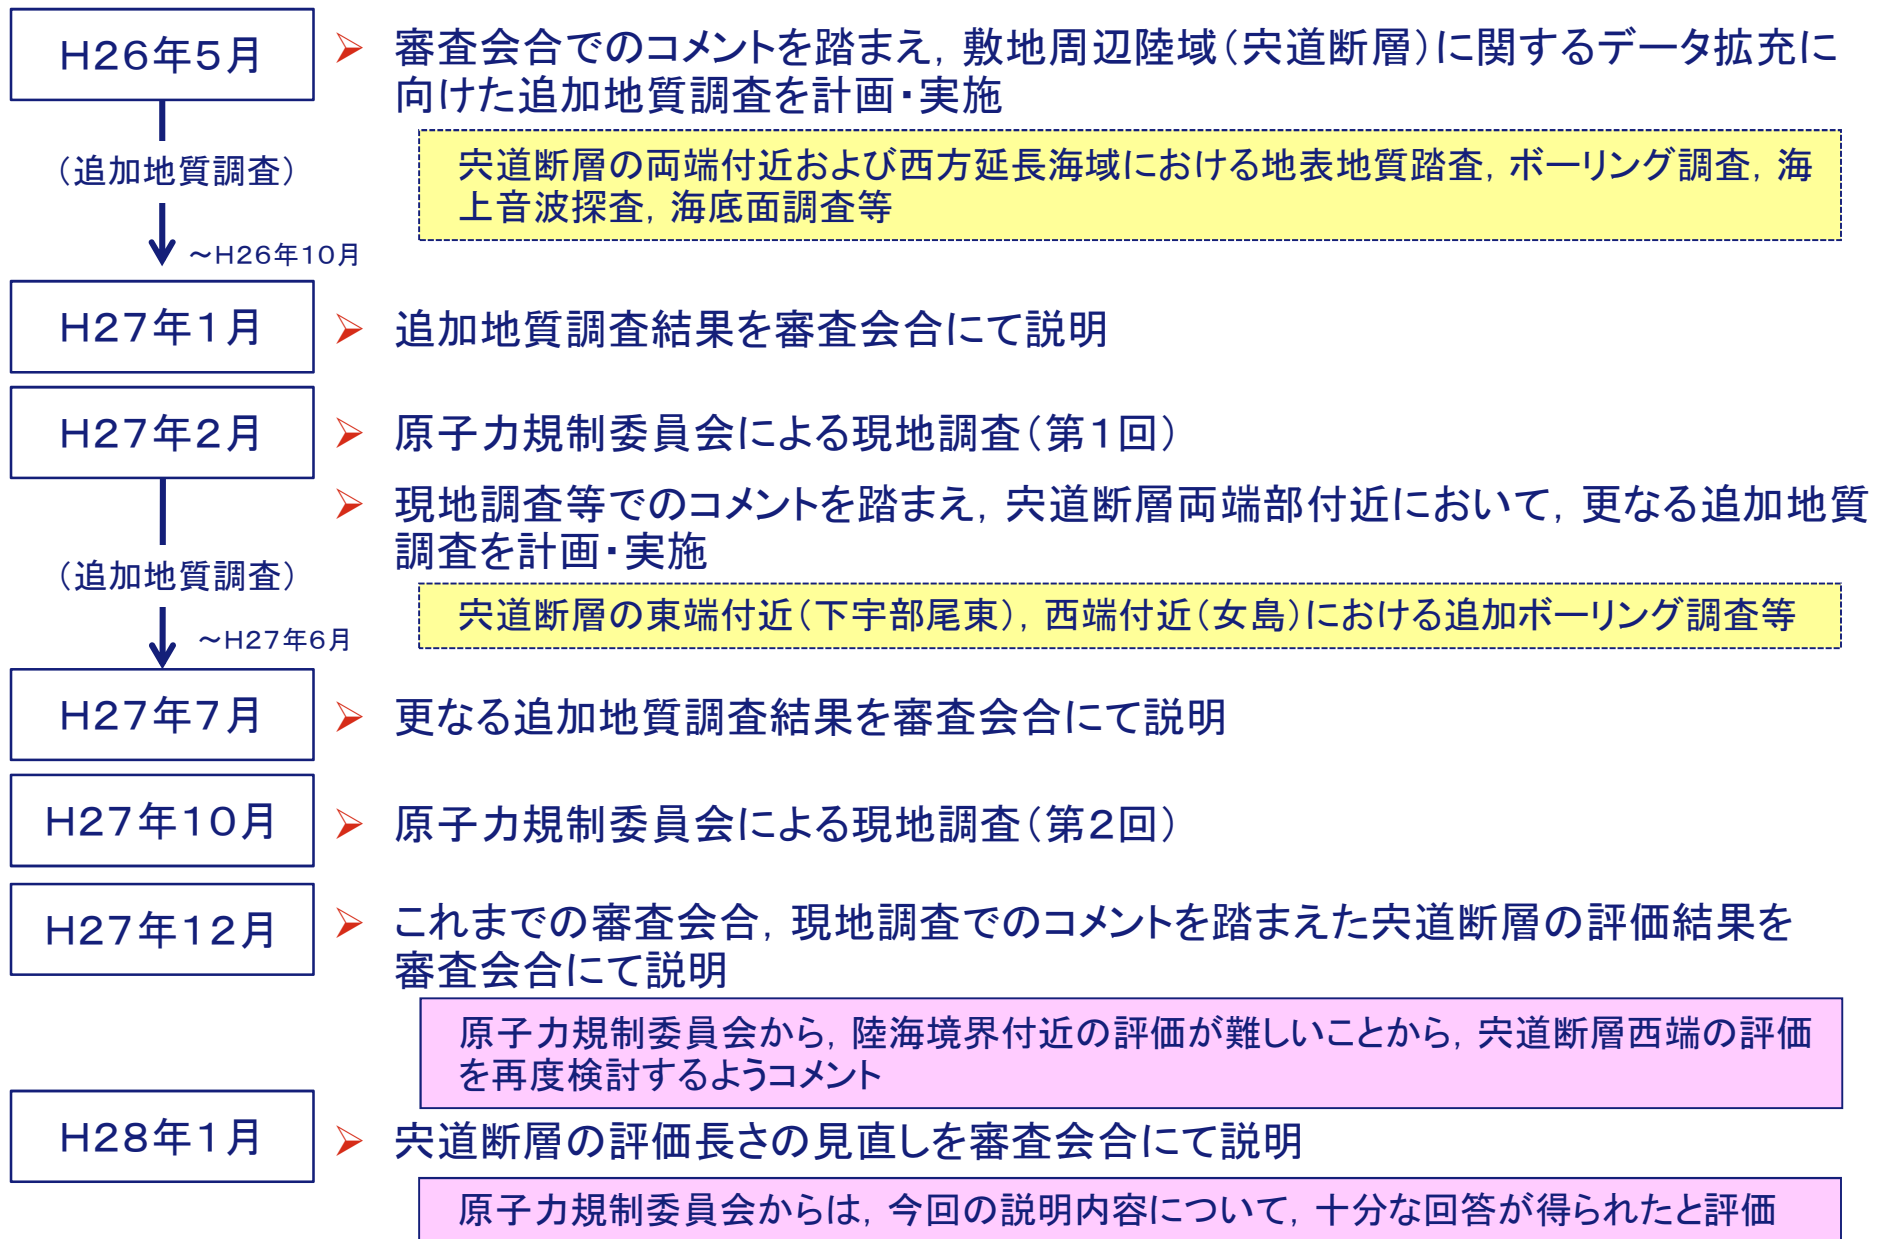 H26年5月
➢ 審査会合でのコメントを踏まえ，敷地周辺陸域（宍道断層）に関するデータ拡充に
向けた追加地質調査を計画・実施
（追加地質調査）
宍道断層の両端付近および西方延長海域における地表地質踏査，ボーリング調査，海
上音波探査，海底面調査等
～H26年10月
H27年1月
➢ 追加地質調査結果を審査会合にて説明
H27年2月
➢ 原子力規制委員会による現地調査（第1回）
➢ 現地調査等でのコメントを踏まえ，宍道断層両端部付近において，更なる追加地質
調査を計画・実施
（追加地質調査）
宍道断層の東端付近（下宇部尾東），西端付近（女島）における追加ボーリング調査等
～H27年6月
H27年7月
➢ 更なる追加地質調査結果を審査会合にて説明
H27年10月
➢ 原子力規制委員会による現地調査（第2回）
H27年12月
➢ これまでの審査会合，現地調査でのコメントを踏まえた宍道断層の評価結果を
審査会合にて説明
原子力規制委員会から，陸海境界付近の評価が難しいことから，宍道断層西端の評価
を再度検討するようコメント
H28年1月
➢ 宍道断層の評価長さの見直しを審査会合にて説明
原子力規制委員会からは，今回の説明内容について，十分な回答が得られたと評価